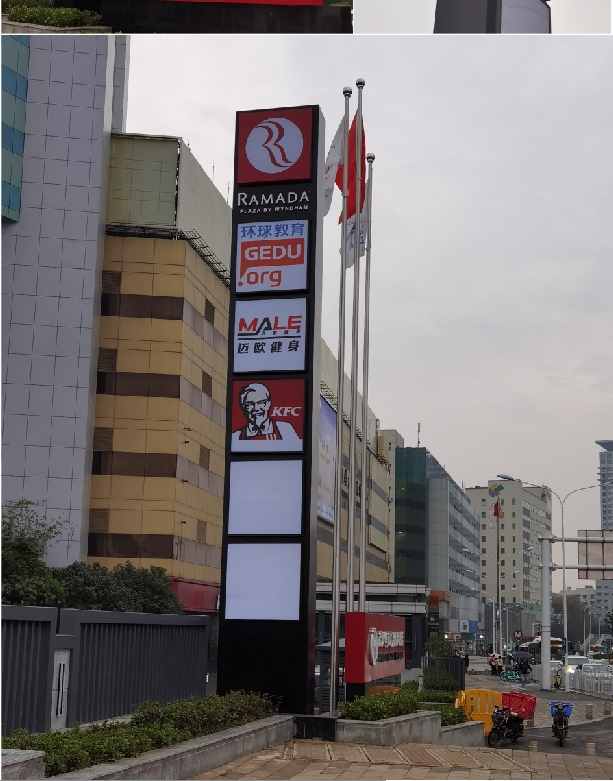 RAMADA
PLAZA BY WYNDHAM
环球教育
GEDU
.org
MALE
迈欧健身
KFC